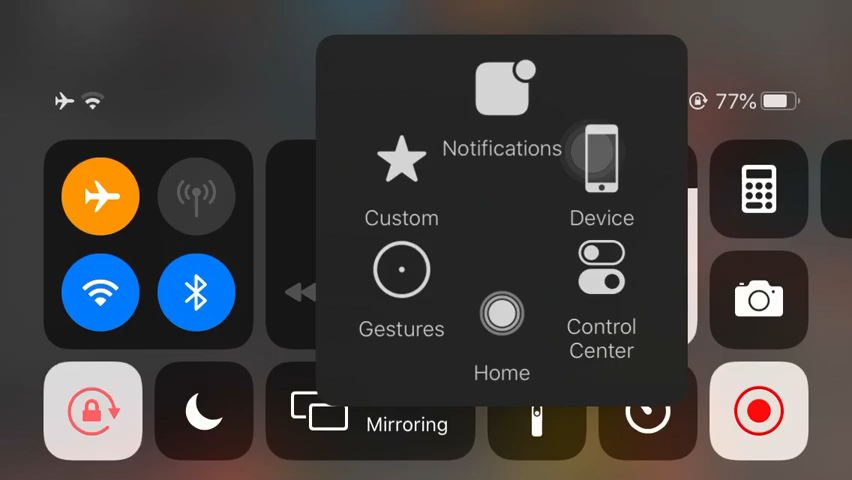 77%
Notifications
Custom
Device
Gestures
Control
Center
Home
Mirroring